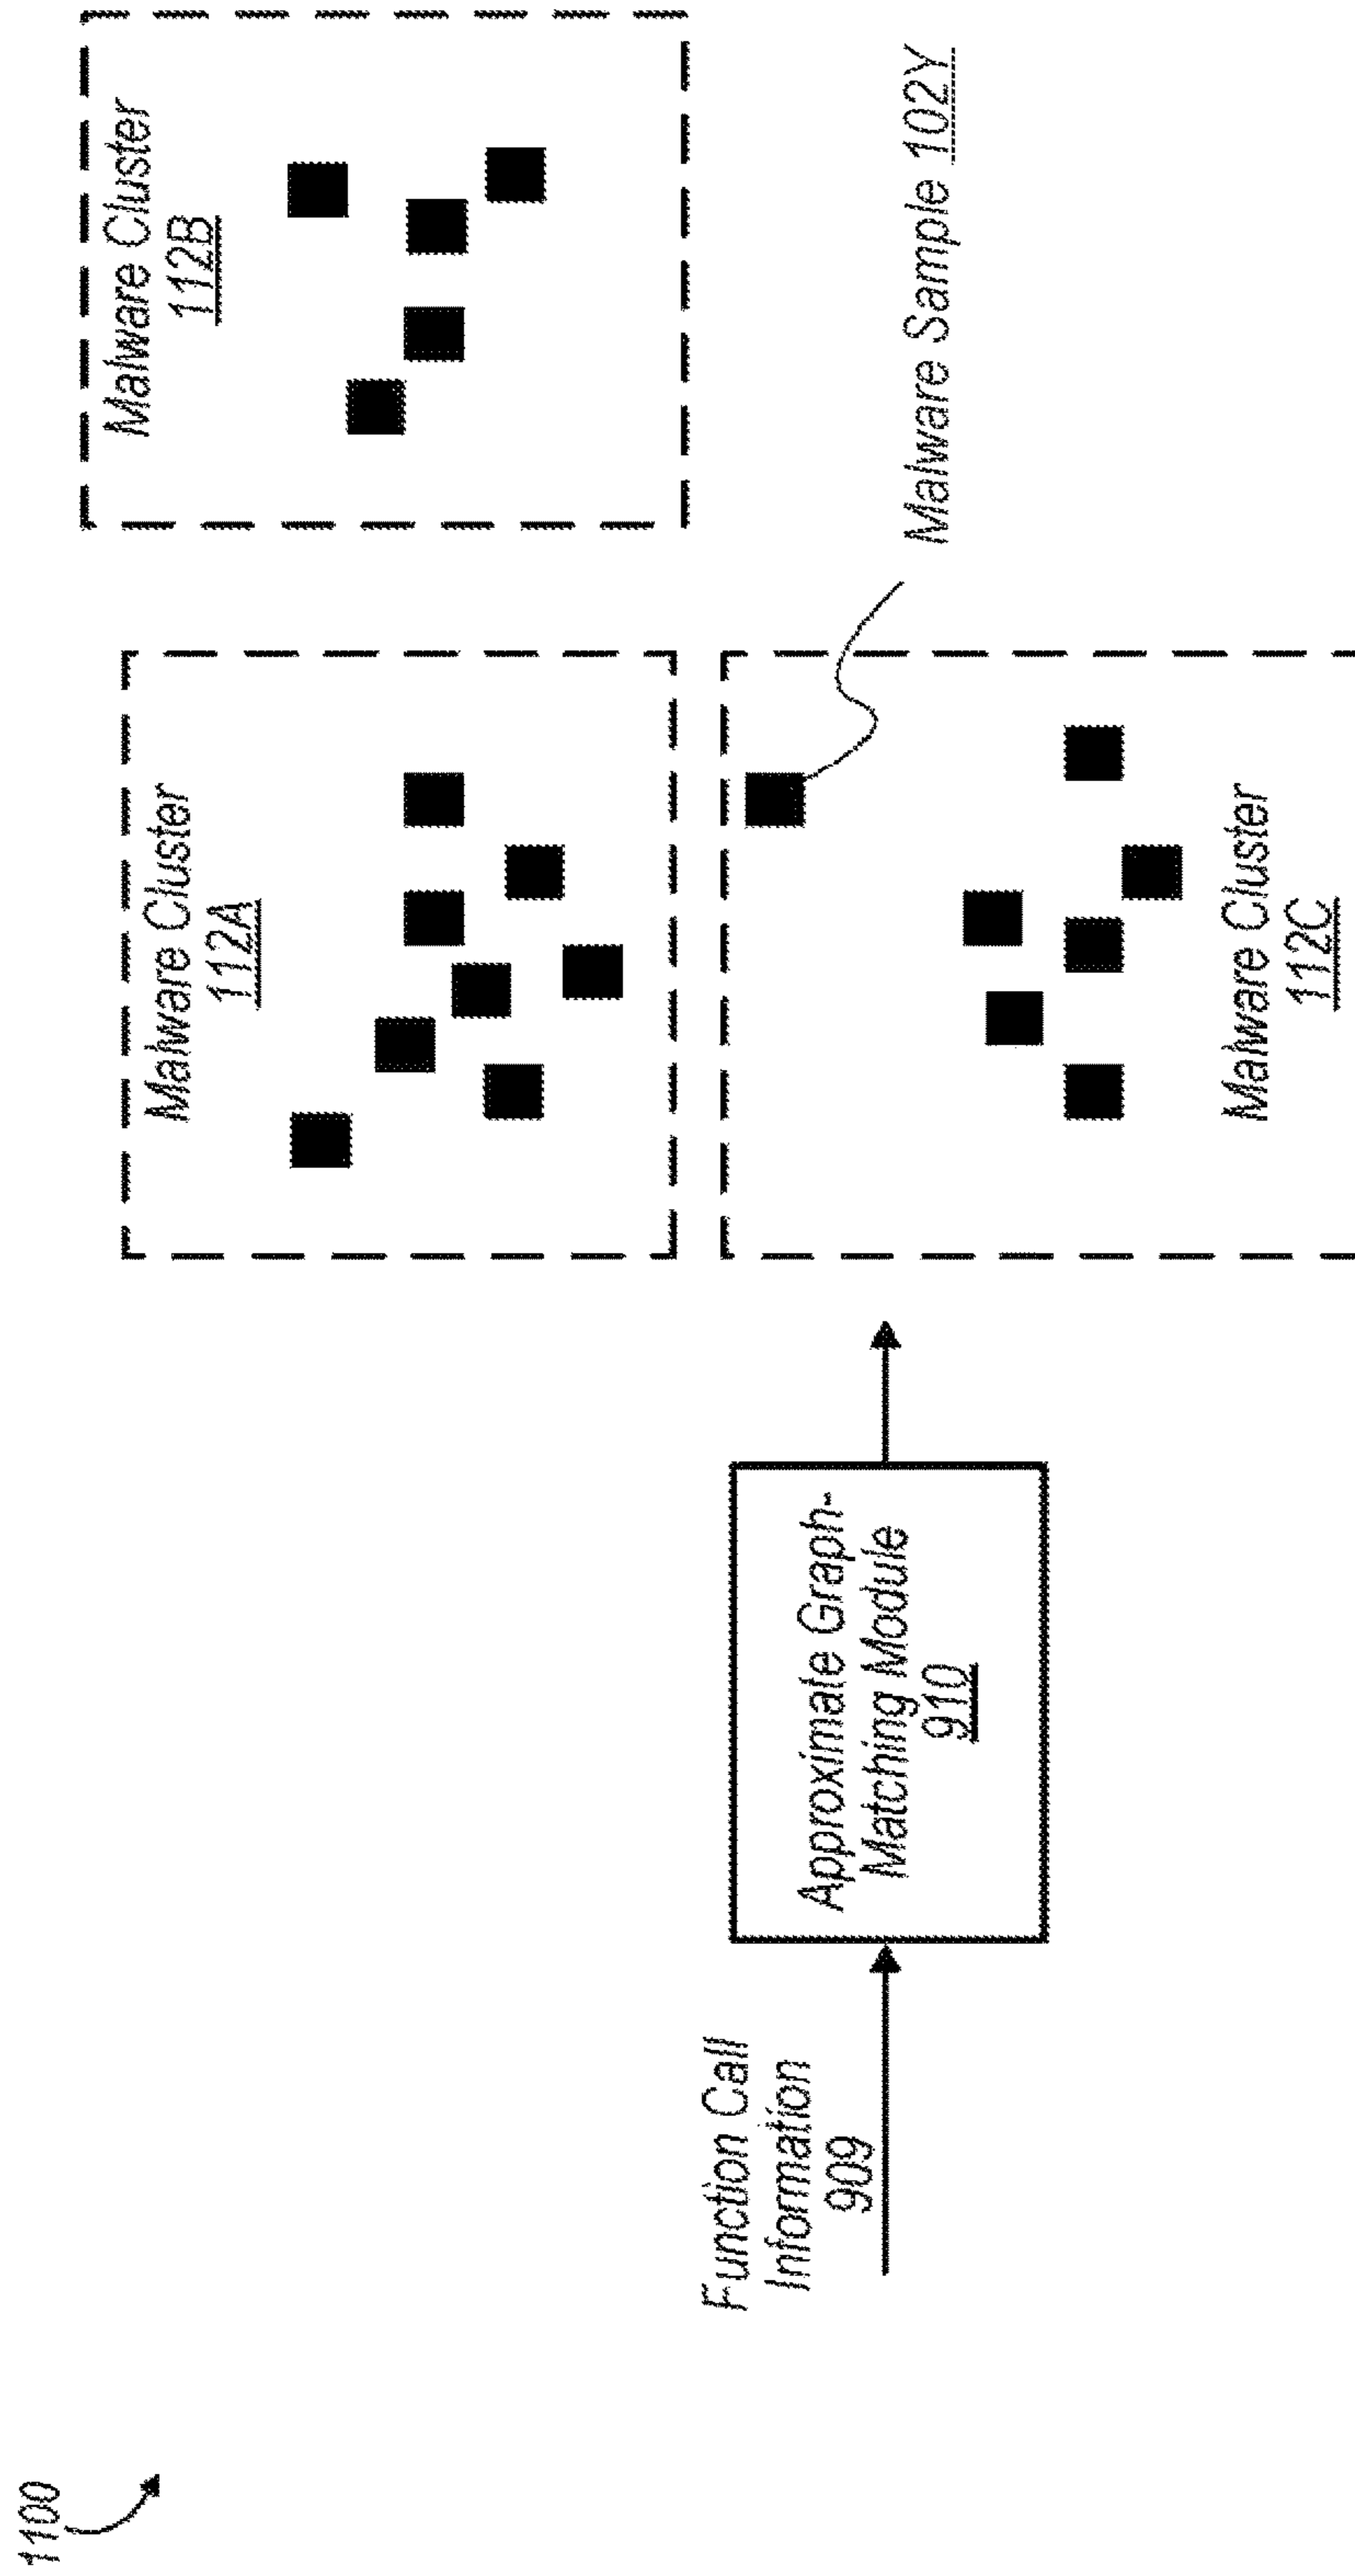 1100
Function Call
Information
909
Approximate Graph-
Matching Module
910
Malware Cluster
112A
Malware Cluster
112B
Malware Cluster
112C
Malware Sample 102Y